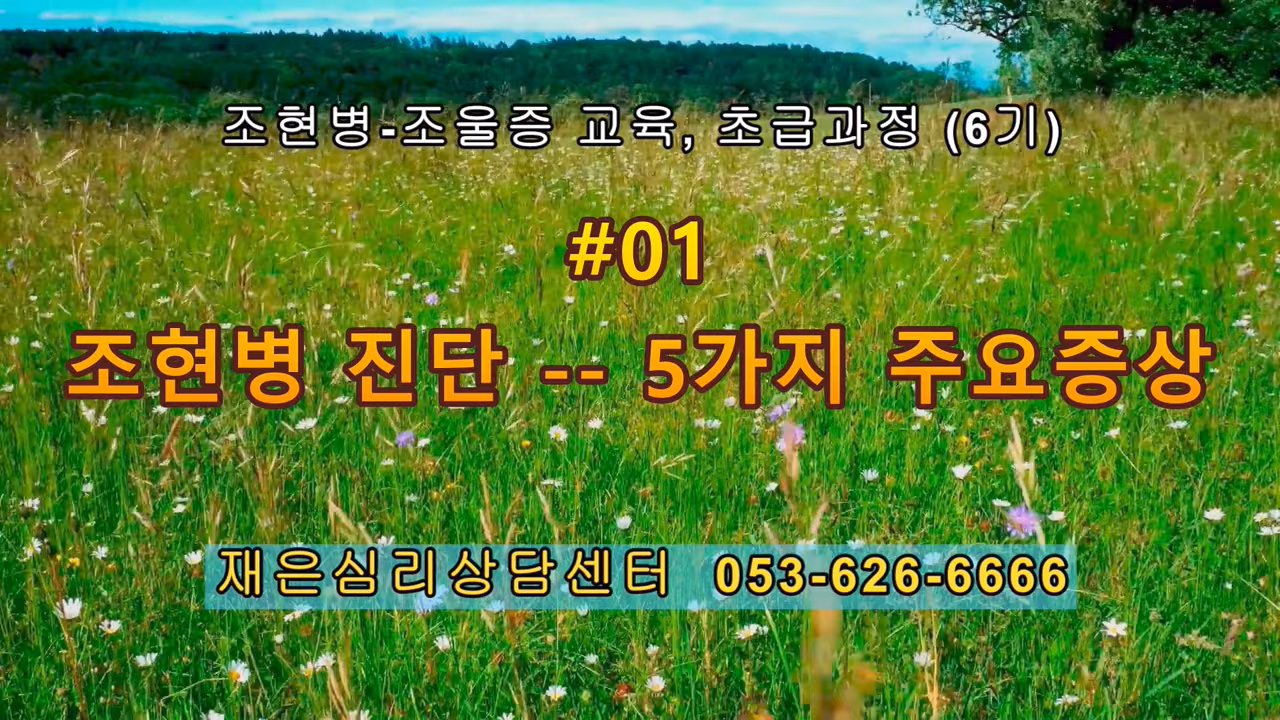 조현병-조울증 교육, 초급과정 (6기)
#01
조현병 진단 -- 5가지 주요증상
재은심리상담센터 053-626-6666